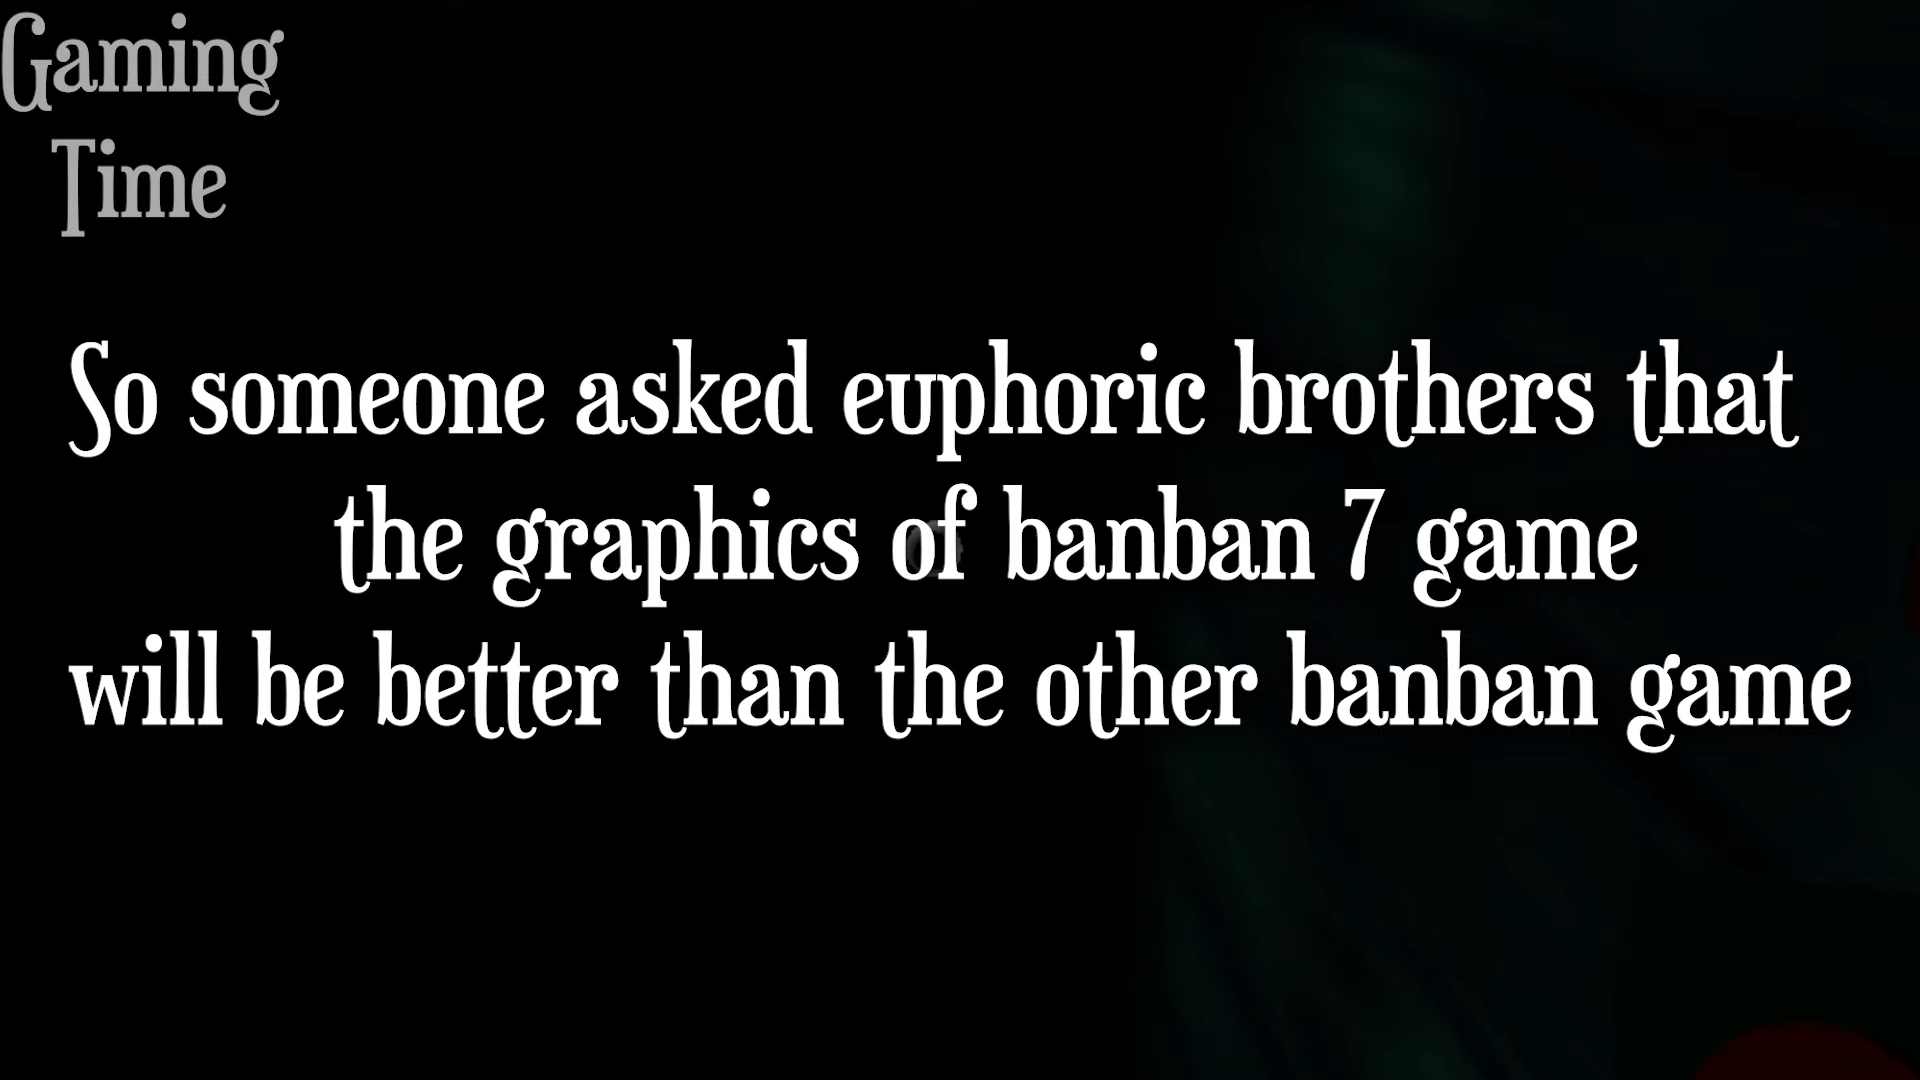 Gaming
Time
So someone asked euphoric brothers that
the graphics of banban 7 game
will be better than the other banban game